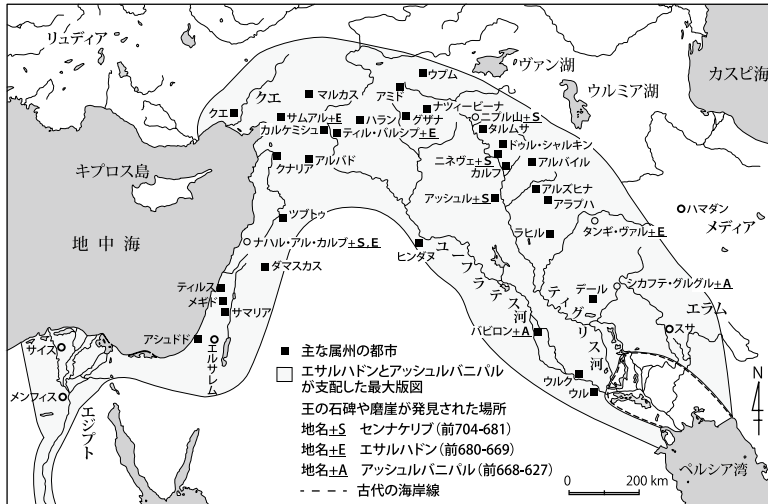 リュディア
ヴァン湖
ウルミア湖
カスピ海
ウプム
クエ
マルカス
アミド
クエ
サムアル+E
ハラン
グザナ
ナツィービーナ
ニプル山+S
カルケミシュ
ティル・バルシプ+E
タルムサ
ドゥル・シャルキン
ニネヴェ+S
カルフ
アルバイル
クナリア
アルパド
キプロス島
アッシュル+S
アルズヒナ
アラプハ
ハマダン
メディア
地中海
ツブトゥ
ナハル・アル・カルブ+S,E
ラヒル
タンギ・ヴァル+E
ヒンダヌ
ユーフラテス河
ダマスカス
ティルス
メギド
サマリア
ティグリス河
デール
シカフテ・グルグル+A
エラム
スサ
アシュドド
エルサレム
バビロン+A
サイス
メンフィス
エジプト
ウルク
ウル
主な属州の都市
エサルハドンとアッシュルバニパル
が支配した最大版図
王の石碑や磨崖が発見された場所
地名+S センナケリブ(前704-681)
地名+E エサルハドン(前680-669)
地名+A アッシュルバニパル(前668-627)
古代の海岸線
N
0 200 km
ペルシア湾